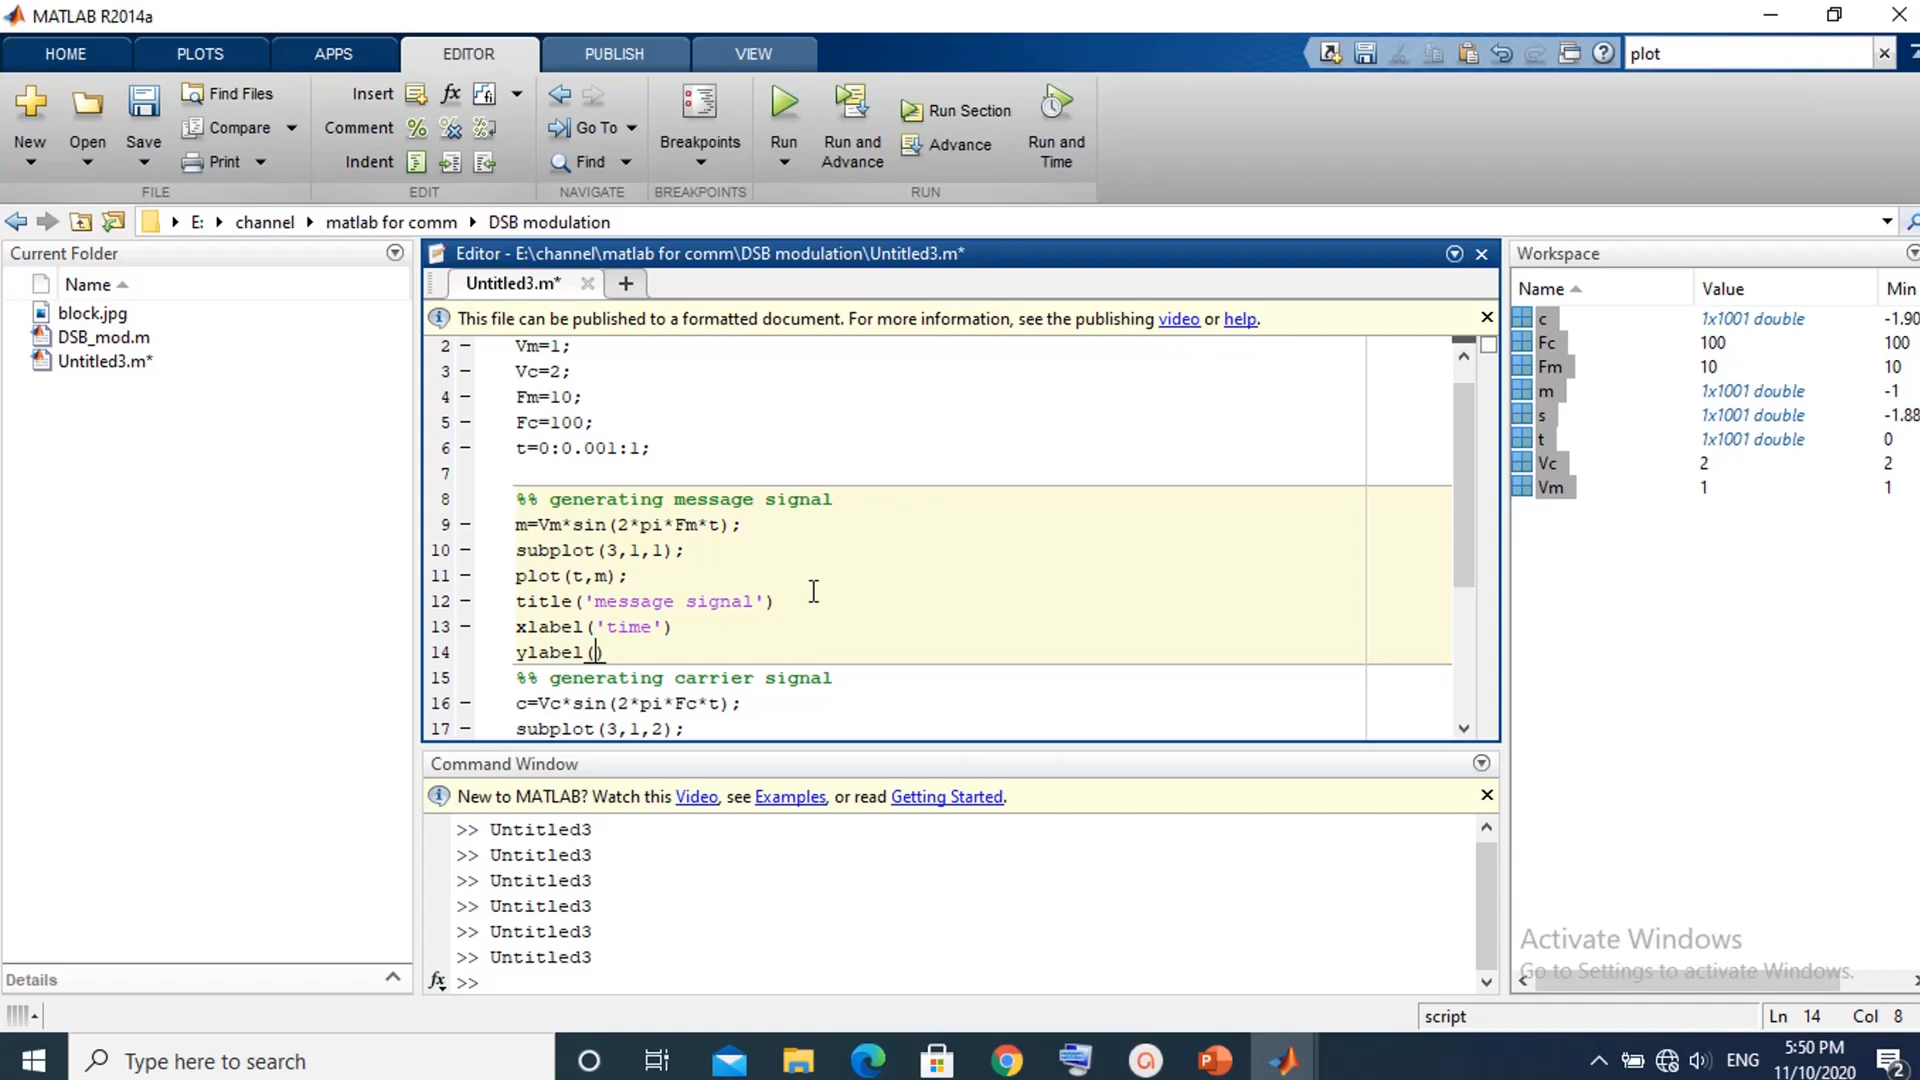 MATLAB R2014a
HOME PLOTS APPS EDITOR PUBLISH VIEW plot
Find Files Insert fx
Compare Comment Go To Run Section
New Open Save Breakpoints Run Run and Advance Advance Run and Time
Print Indent Find
FILE EDIT NAVIGATE BREAKPOINTS RUN
E: channel matlab for comm DSB modulation
Current Folder
Name
block.jpg
DSB_mod.m
Untitled3.m*
Details
Editor - E:\channel\matlab for comm\DSB modulation\Untitled3.m*
Untitled3.m*
This file can be published to a formatted document. For more information, see the publishing video or help.
2 Vm=1;
3 Vc=2;
4 Fm=10;
5 Fc=100;
6 t=0:0.001:1;
7
8 %% generating message signal
9 m=Vm*sin(2*pi*Fm*t);
10 subplot(3,1,1);
11 plot(t,m);
12 title('message signal')
13 xlabel('time')
14 ylabel()
15 %% generating carrier signal
16 c=Vc*sin(2*pi*Fc*t);
17 subplot(3,1,2);
Command Window
New to MATLAB? Watch this Video, see Examples, or read Getting Started.
>> Untitled3
>> Untitled3
>> Untitled3
>> Untitled3
>> Untitled3
>> Untitled3
fx >>
Workspace
Name Value Min
c 1x1001 double -1.90
Fc 100 100
Fm 10 10
m 1x1001 double -1
s 1x1001 double -1.88
t 1x1001 double 0
Vc 2 2
Vm 1 1
Activate Windows
Go to Settings to activate Windows.
script Ln 14 Col 8
Type here to search
ENG
5:50 PM
11/10/2020
2